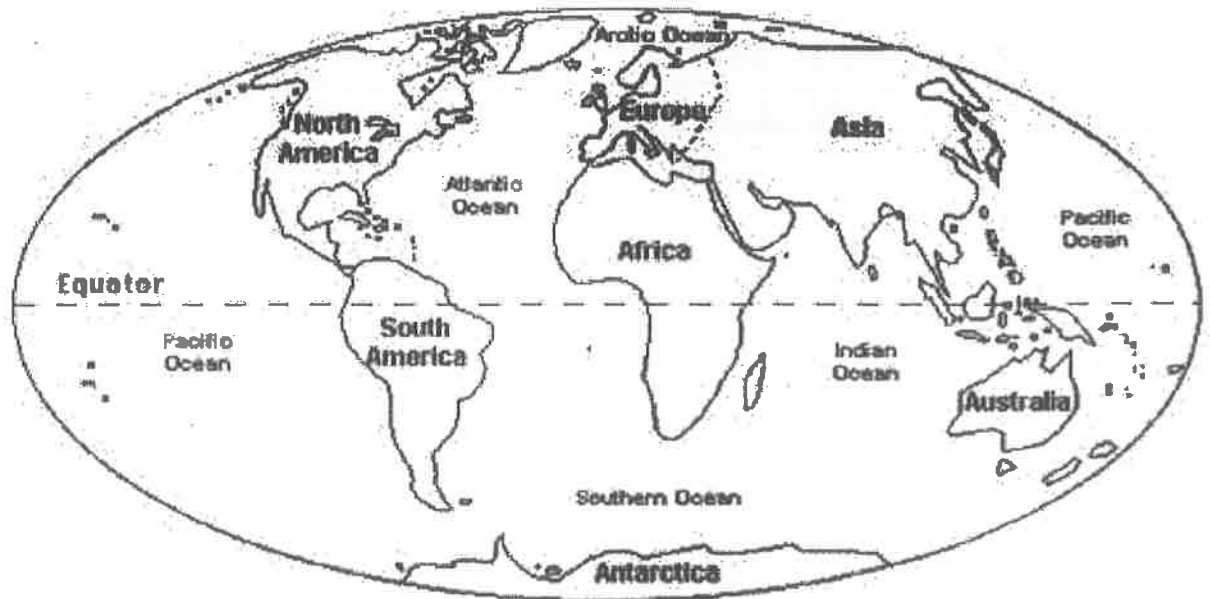 Arctic Ocean
North
America
Europe
Asia
Atlantic
Ocean
Pacific
Ocean
Africa
Equator
Pacific
Ocean
South
America
Indian
Ocean
Australia
Southern Ocean
Antarctica